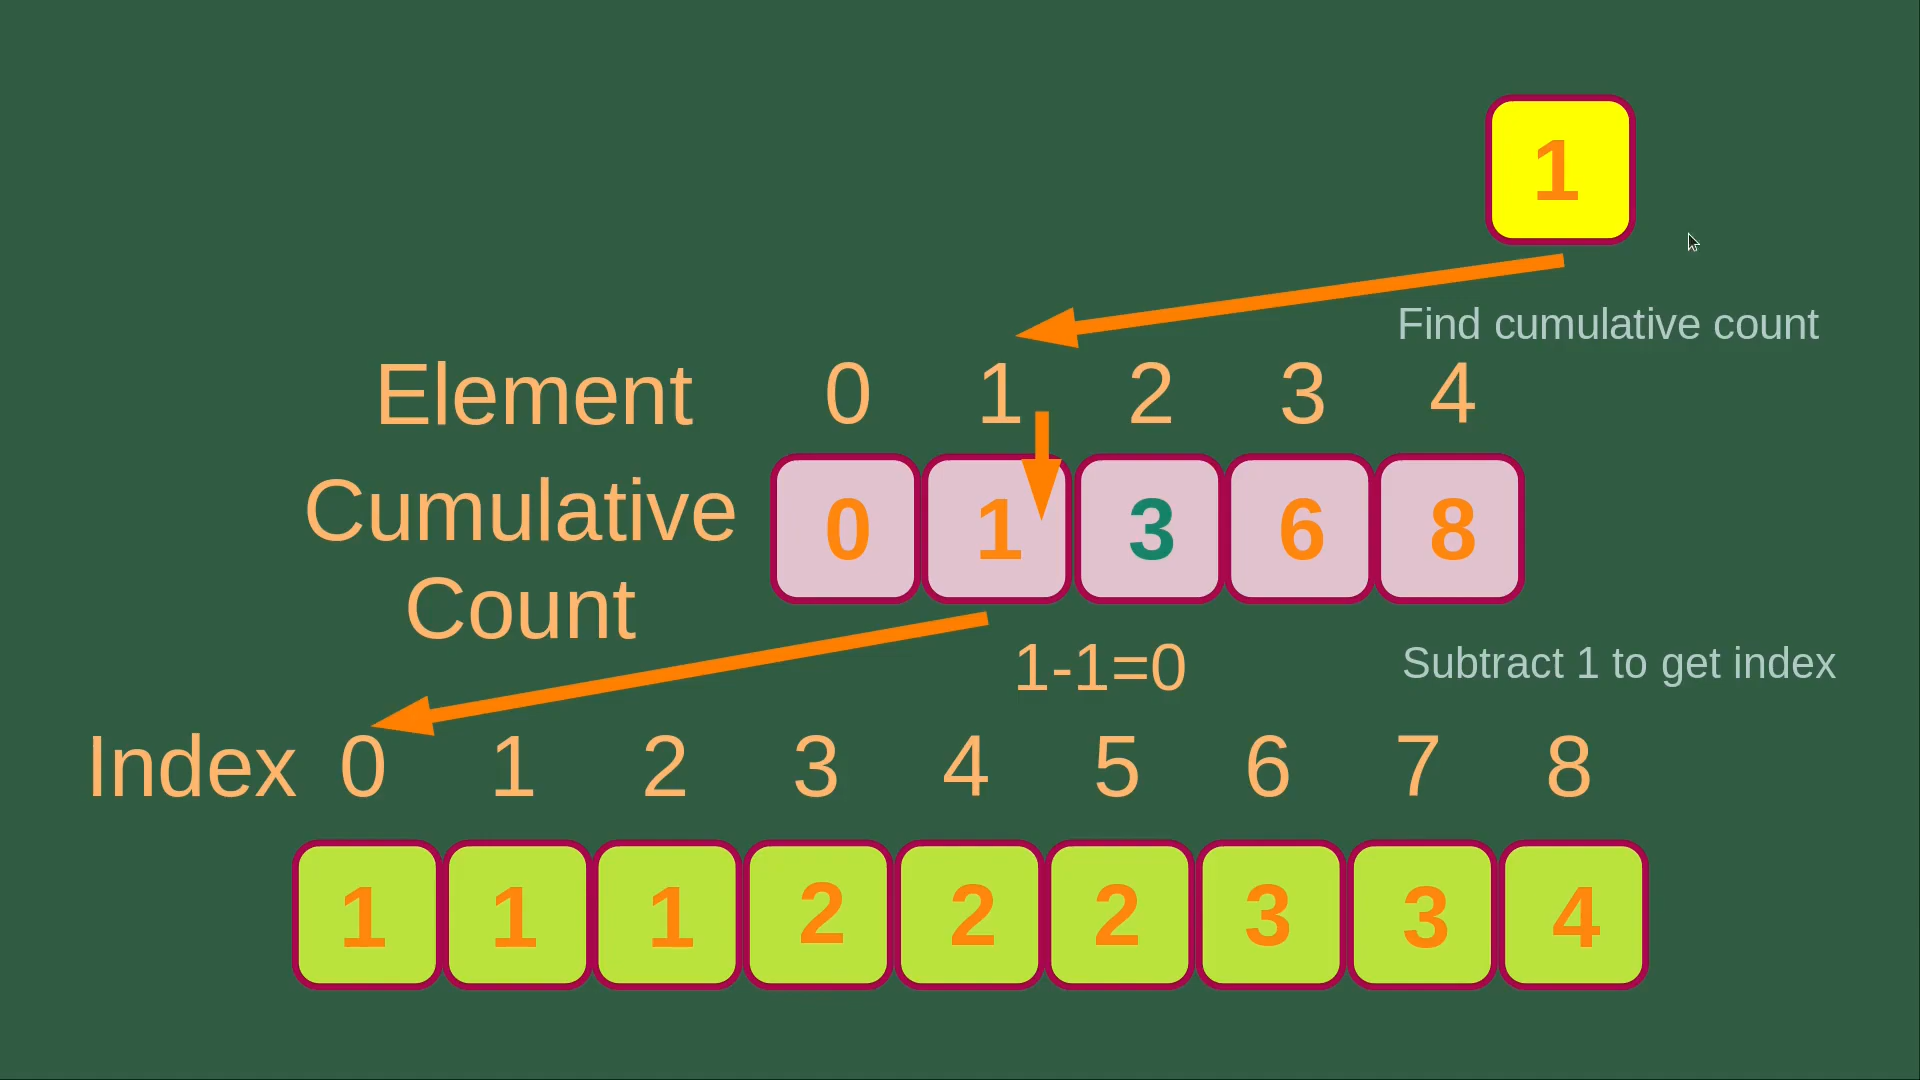 1
Find cumulative count
Element 0 1 2 3 4
Cumulative
Count
0 1 3 6 8
1-1=0
Subtract 1 to get index
Index 0 1 2 3 4 5 6 7 8
1 1 1 2 2 2 3 3 4